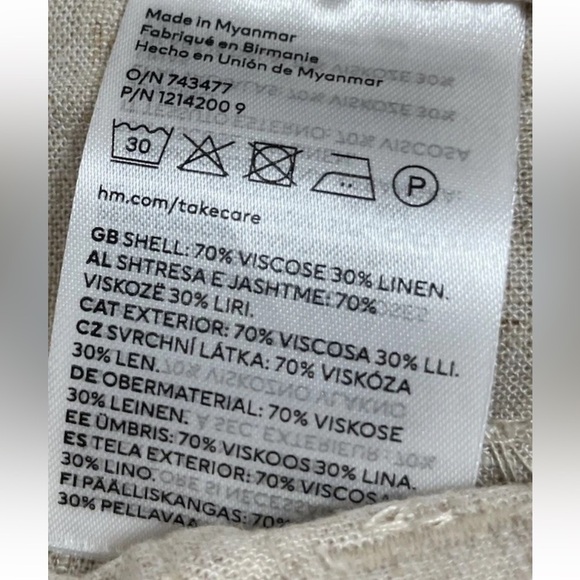 Made in Myanmar
Fabriqué en Birmanie
Hecho en Unión de Myanmar
O/N 743477
P/N 1214200 9
30
P
hm.com/takecare
GB SHELL: 70% VISCOSE 30% LINEN.
AL SHTRESA E JASHTME: 70%
VISKOZË 30% LIRI.
CAT EXTERIOR: 70% VISCOSA 30% LLI.
CZ SVRCHNÍ LÁTKA: 70% VISKÓZA
30% LEN.
DE OBERMATERIAL: 70% VISKOSE
30% LEINEN.
EE ÜMBRIS: 70% VISKOOS 30% LINA.
ES TELA EXTERIOR: 70% VISCOSA
30% LINO.
FI PÄÄLLISKANGAS: 70%
30% PELLAVAA